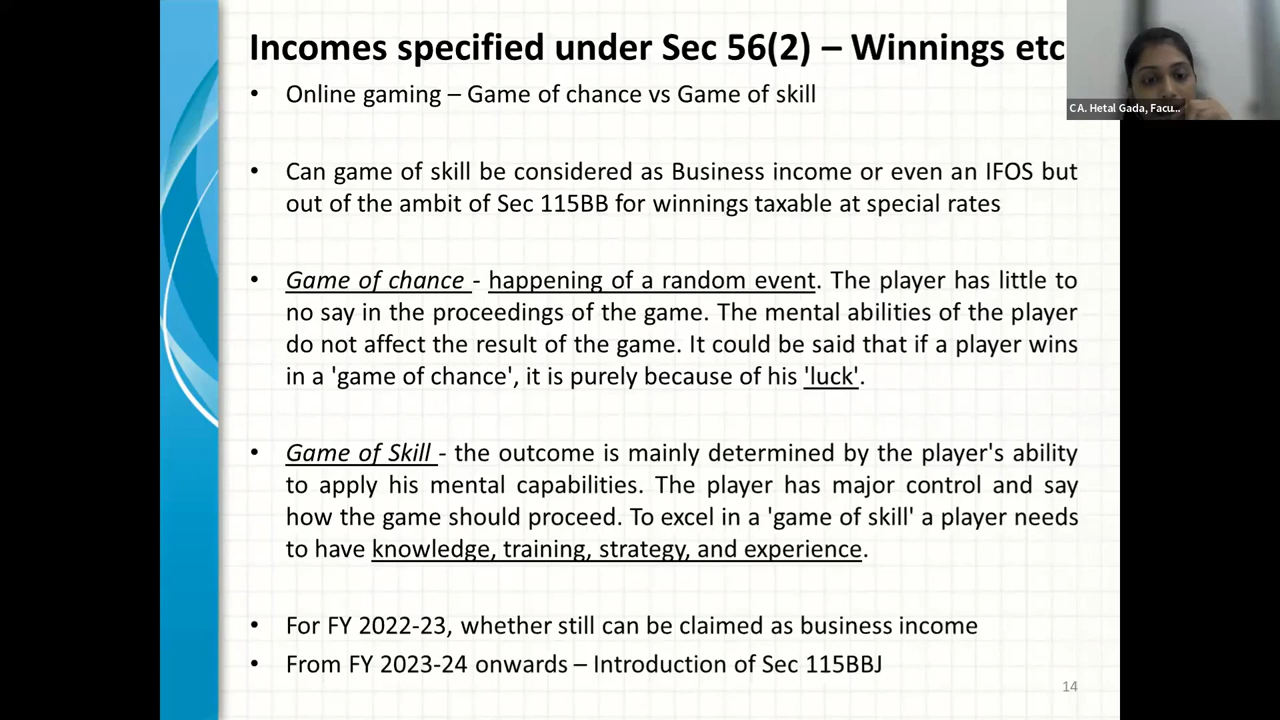 Incomes specified under Sec 56(2) – Winnings etc
CA. Hetal Gada, Facu...
• Online gaming – Game of chance vs Game of skill
• Can game of skill be considered as Business income or even an IFOS but
out of the ambit of Sec 115BB for winnings taxable at special rates
• Game of chance - happening of a random event. The player has little to
no say in the proceedings of the game. The mental abilities of the player
do not affect the result of the game. It could be said that if a player wins
in a 'game of chance', it is purely because of his 'luck'.
• Game of Skill - the outcome is mainly determined by the player's ability
to apply his mental capabilities. The player has major control and say
how the game should proceed. To excel in a 'game of skill' a player needs
to have knowledge, training, strategy, and experience.
• For FY 2022-23, whether still can be claimed as business income
• From FY 2023-24 onwards – Introduction of Sec 115BBJ
14